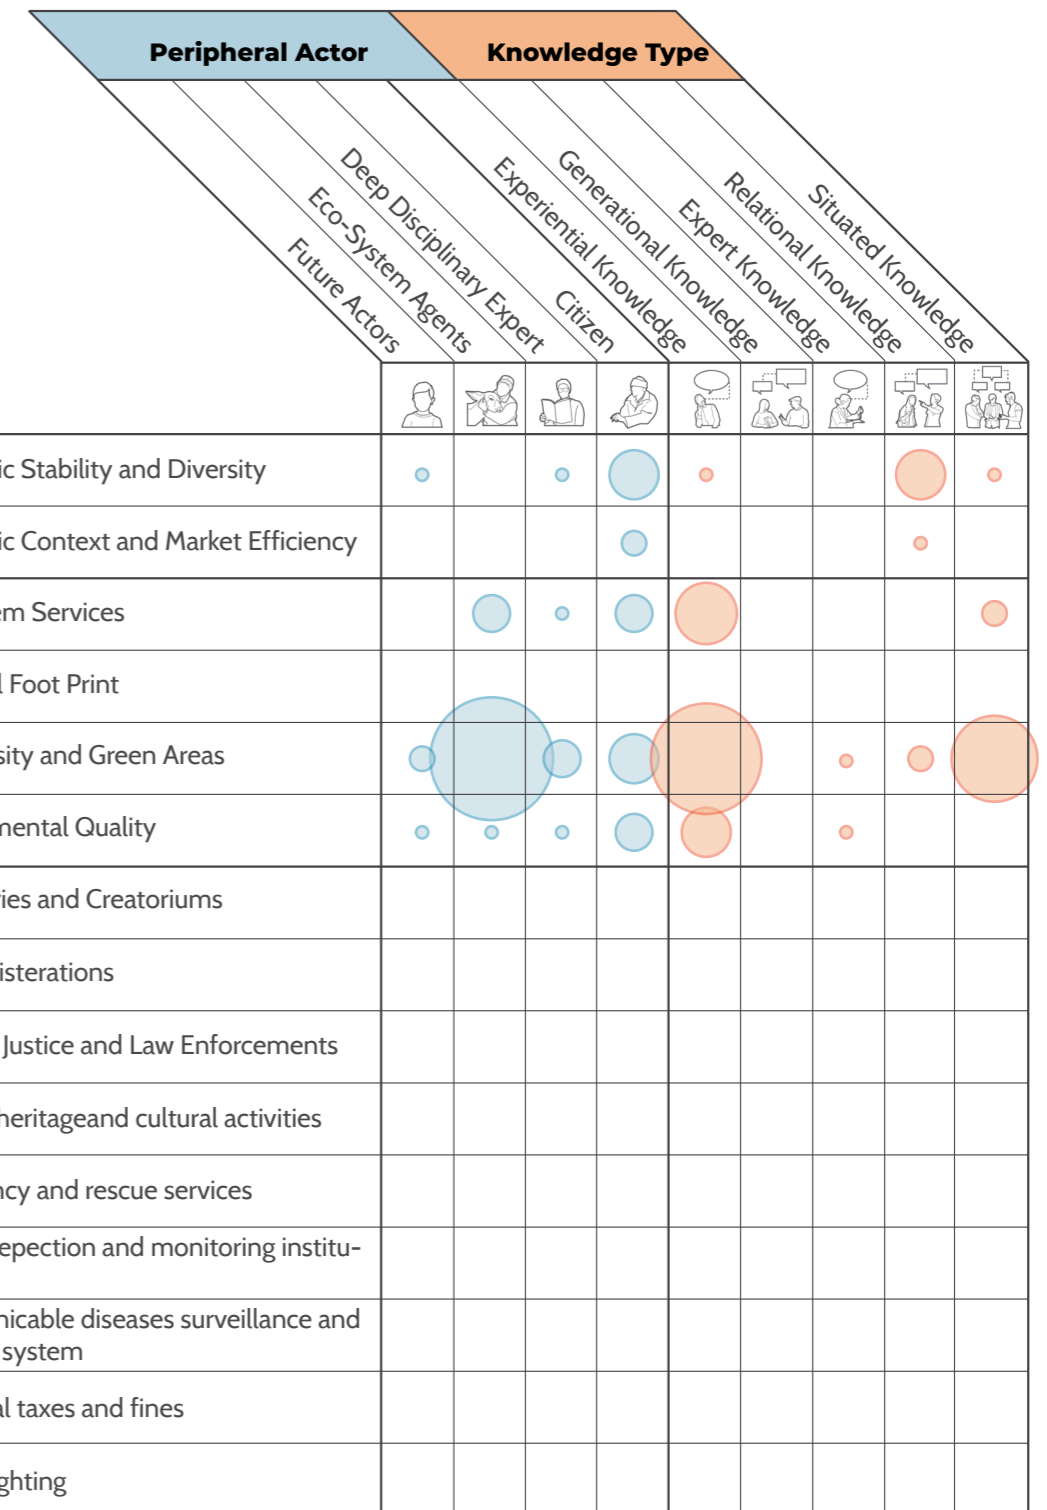 Peripheral Actor
Knowledge Type
Future Actors
Eco-System Agents
Deep Disciplinary Expert
Citizen
Experiential Knowledge
Generational Knowledge
Expert Knowledge
Relational Knowledge
Situated Knowledge
ic Stability and Diversity
ic Context and Market Efficiency
em Services
l Foot Print
sity and Green Areas
mental Quality
ies and Creatoriums
isterations
Justice and Law Enforcements
heritageand cultural activities
ncy and rescue services
epection and monitoring institu-
nicable diseases surveillance and
system
al taxes and fines
ghting